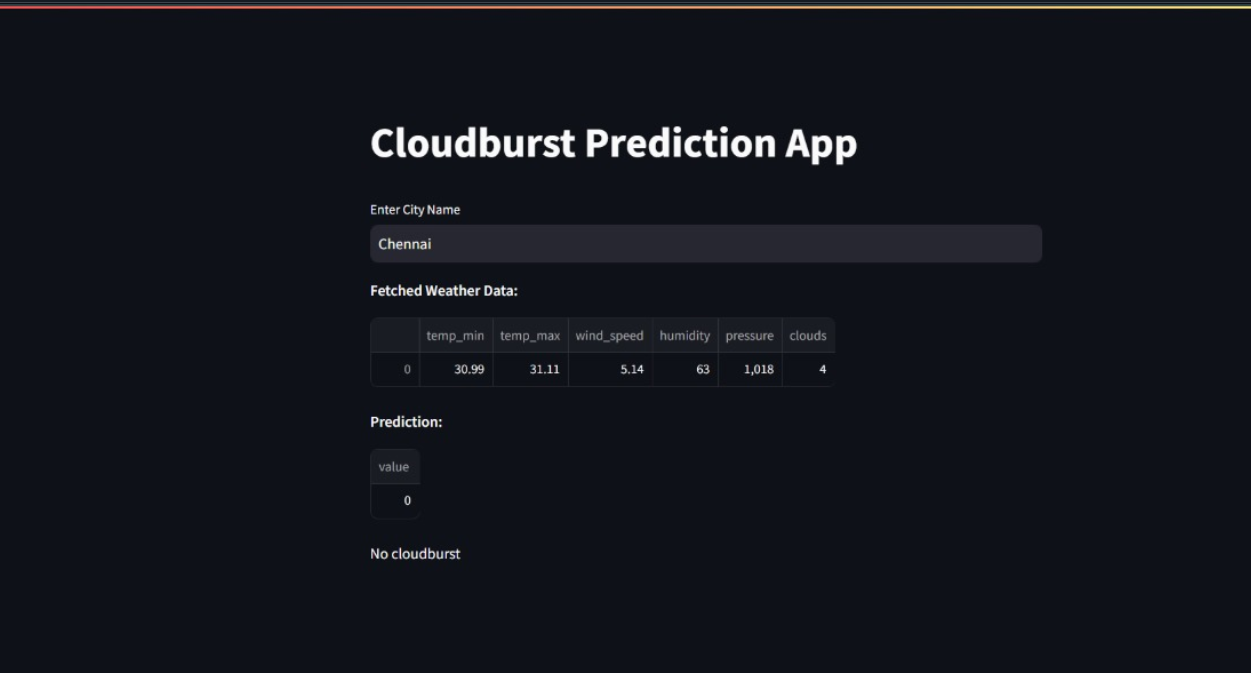 Cloudburst Prediction App
Enter City Name
Chennai
Fetched Weather Data:
temp_min temp_max wind_speed humidity pressure clouds
0 30.99 31.11 5.14 63 1,018 4
Prediction:
value
0
No cloudburst